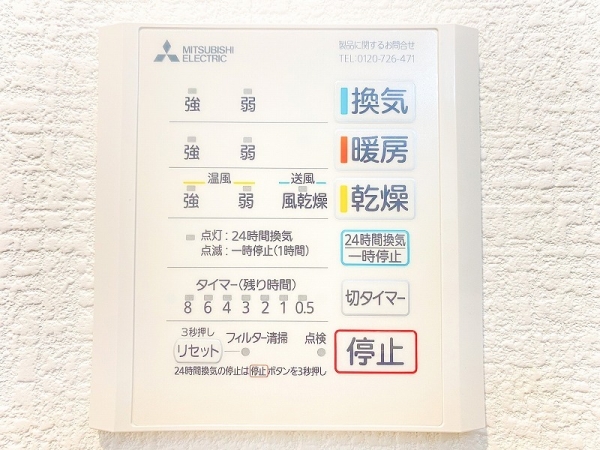 MITSUBISHI
ELECTRIC
製品に関するお問合せ
TEL:0120-726-471
強 弱 換気
強 弱 暖房
温風 送風
強 弱 風乾燥 乾燥
点灯:24時間換気
点滅:一時停止(1時間)
24時間換気
一時停止
タイマー(残り時間)
8 6 4 3 2 1 0.5
切タイマー
3秒押し
リセット フィルター清掃 点検
停止
24時間換気の停止は停止ボタンを3秒押し